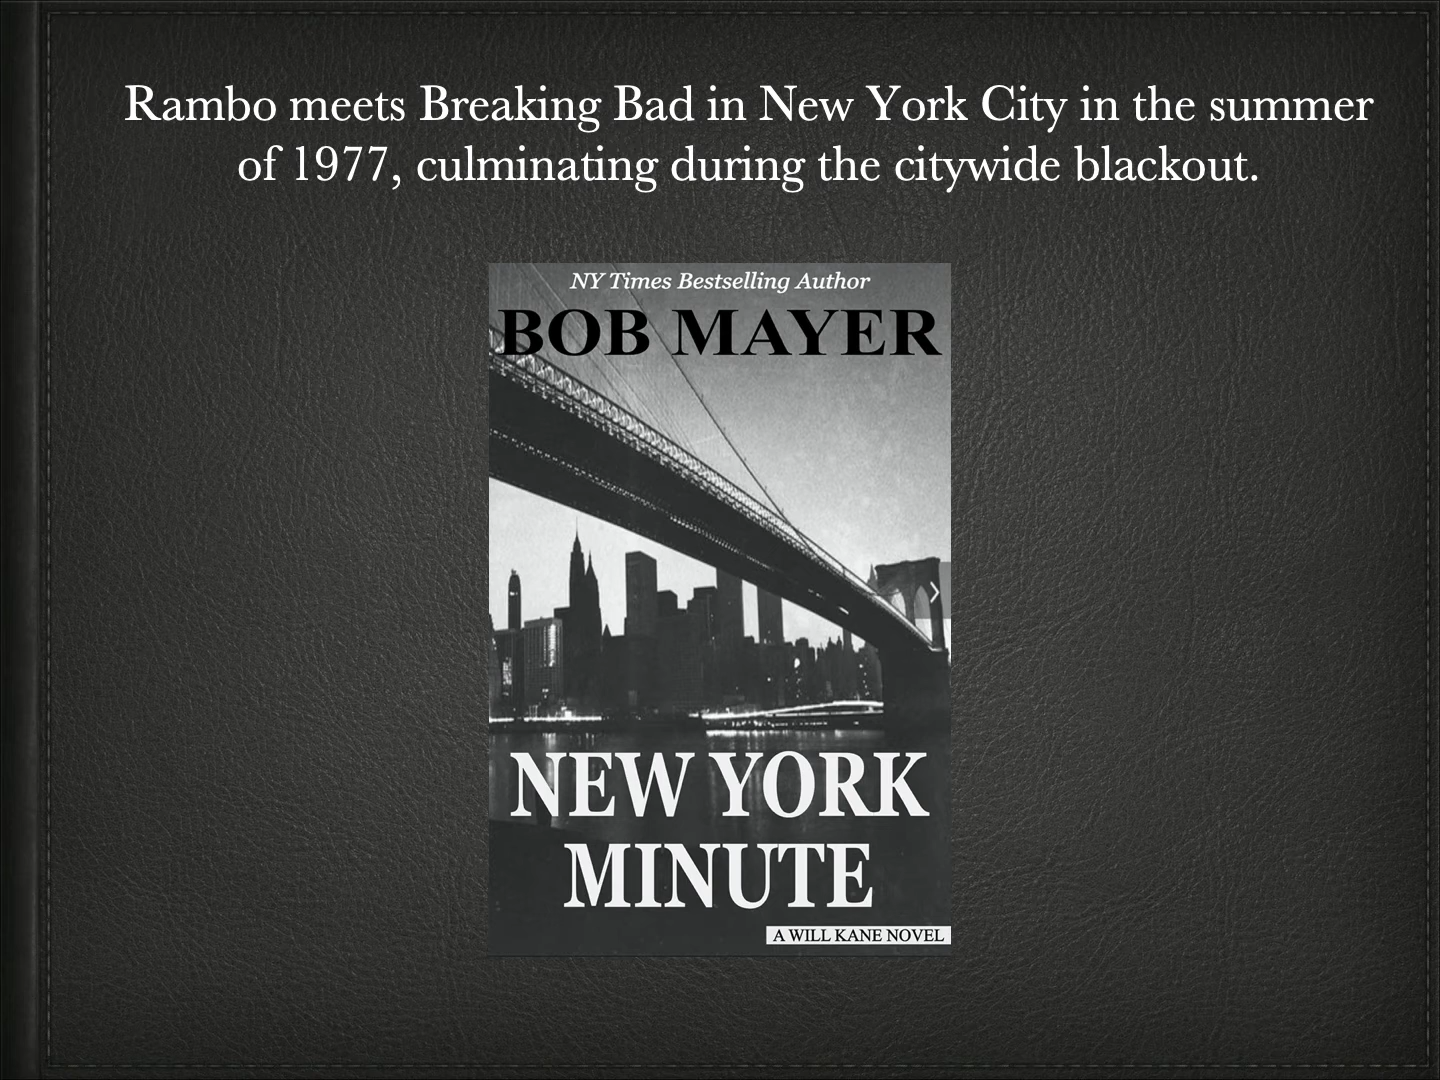 Rambo meets Breaking Bad in New York City in the summer
of 1977, culminating during the citywide blackout.
NY Times Bestselling Author
BOB MAYER
NEW YORK
MINUTE
A WILL KANE NOVEL